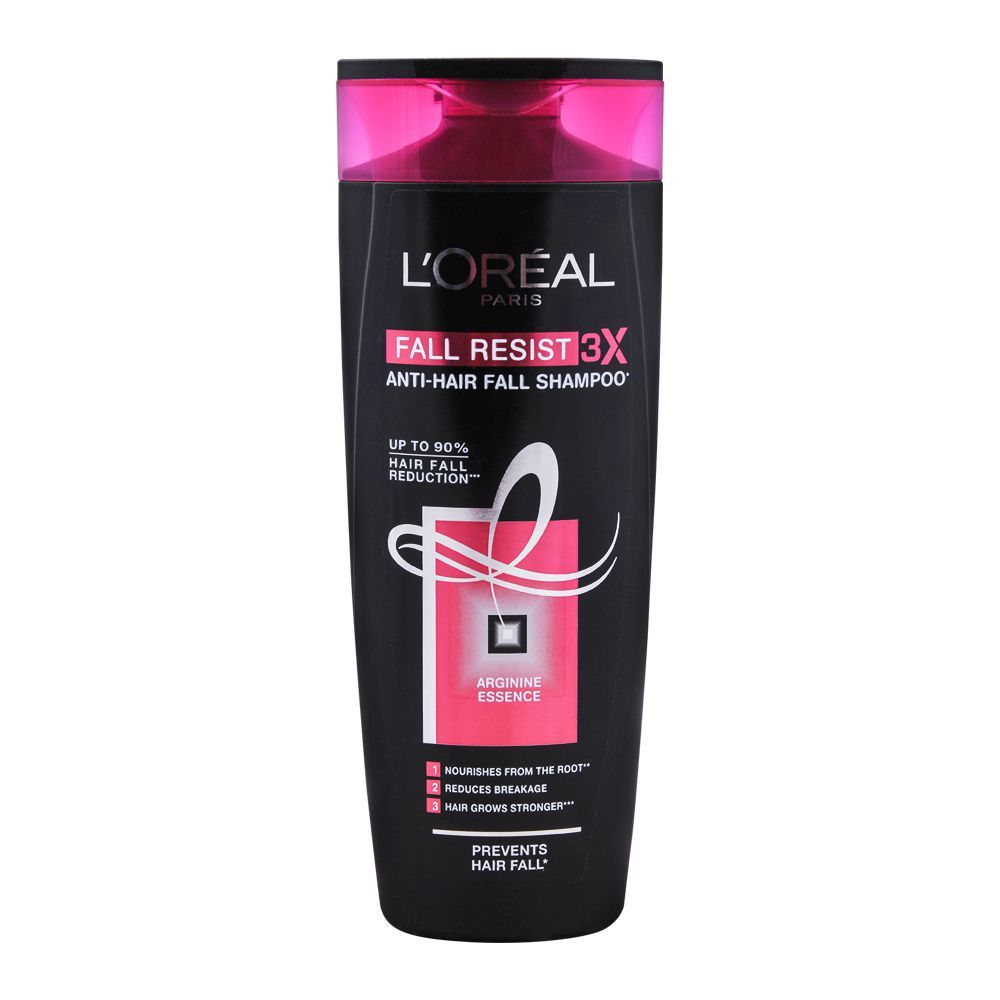 L'ORÉAL
PARiS
FALL RESIST 3X
ANTI-HAIR FALL SHAMPOO*
UP TO 90%
HAIR FALL
REDUCTION***
ARGININE
ESSENCE
1 NOURISHES FROM THE ROOT**
2 REDUCES BREAKAGE
3 HAIR GROWS STRONGER***
PREVENTS
HAIR FALL*